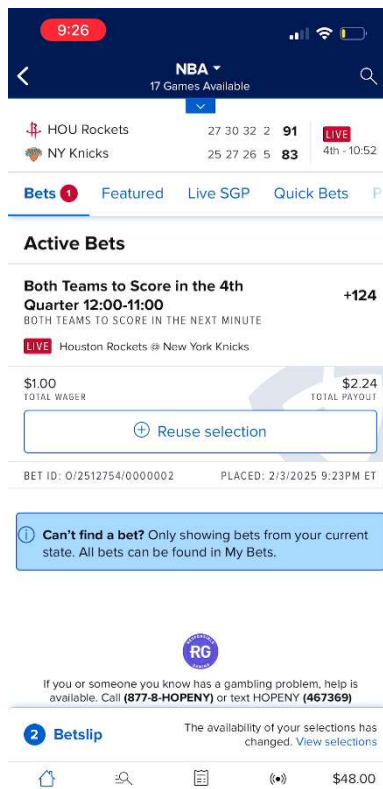 9:26
NBA
17 Games Available
HOU Rockets 27 30 32 2 91 LIVE
NY Knicks 25 27 26 5 83 4th - 10:52
Bets 1 Featured Live SGP Quick Bets P
Active Bets
Both Teams to Score in the 4th
Quarter 12:00-11:00 +124
BOTH TEAMS TO SCORE IN THE NEXT MINUTE
LIVE Houston Rockets @ New York Knicks
$1.00 $2.24
TOTAL WAGER TOTAL PAYOUT
Reuse selection
BET ID: O/2512754/0000002 PLACED: 2/3/2025 9:23PM ET
Can't find a bet? Only showing bets from your current
state. All bets can be found in My Bets.
RESPONSIBLE
RG
GAMING
If you or someone you know has a gambling problem, help is
available. Call (877-8-HOPENY) or text HOPENY (467369)
2 Betslip The availability of your selections has
changed. View selections
$48.00